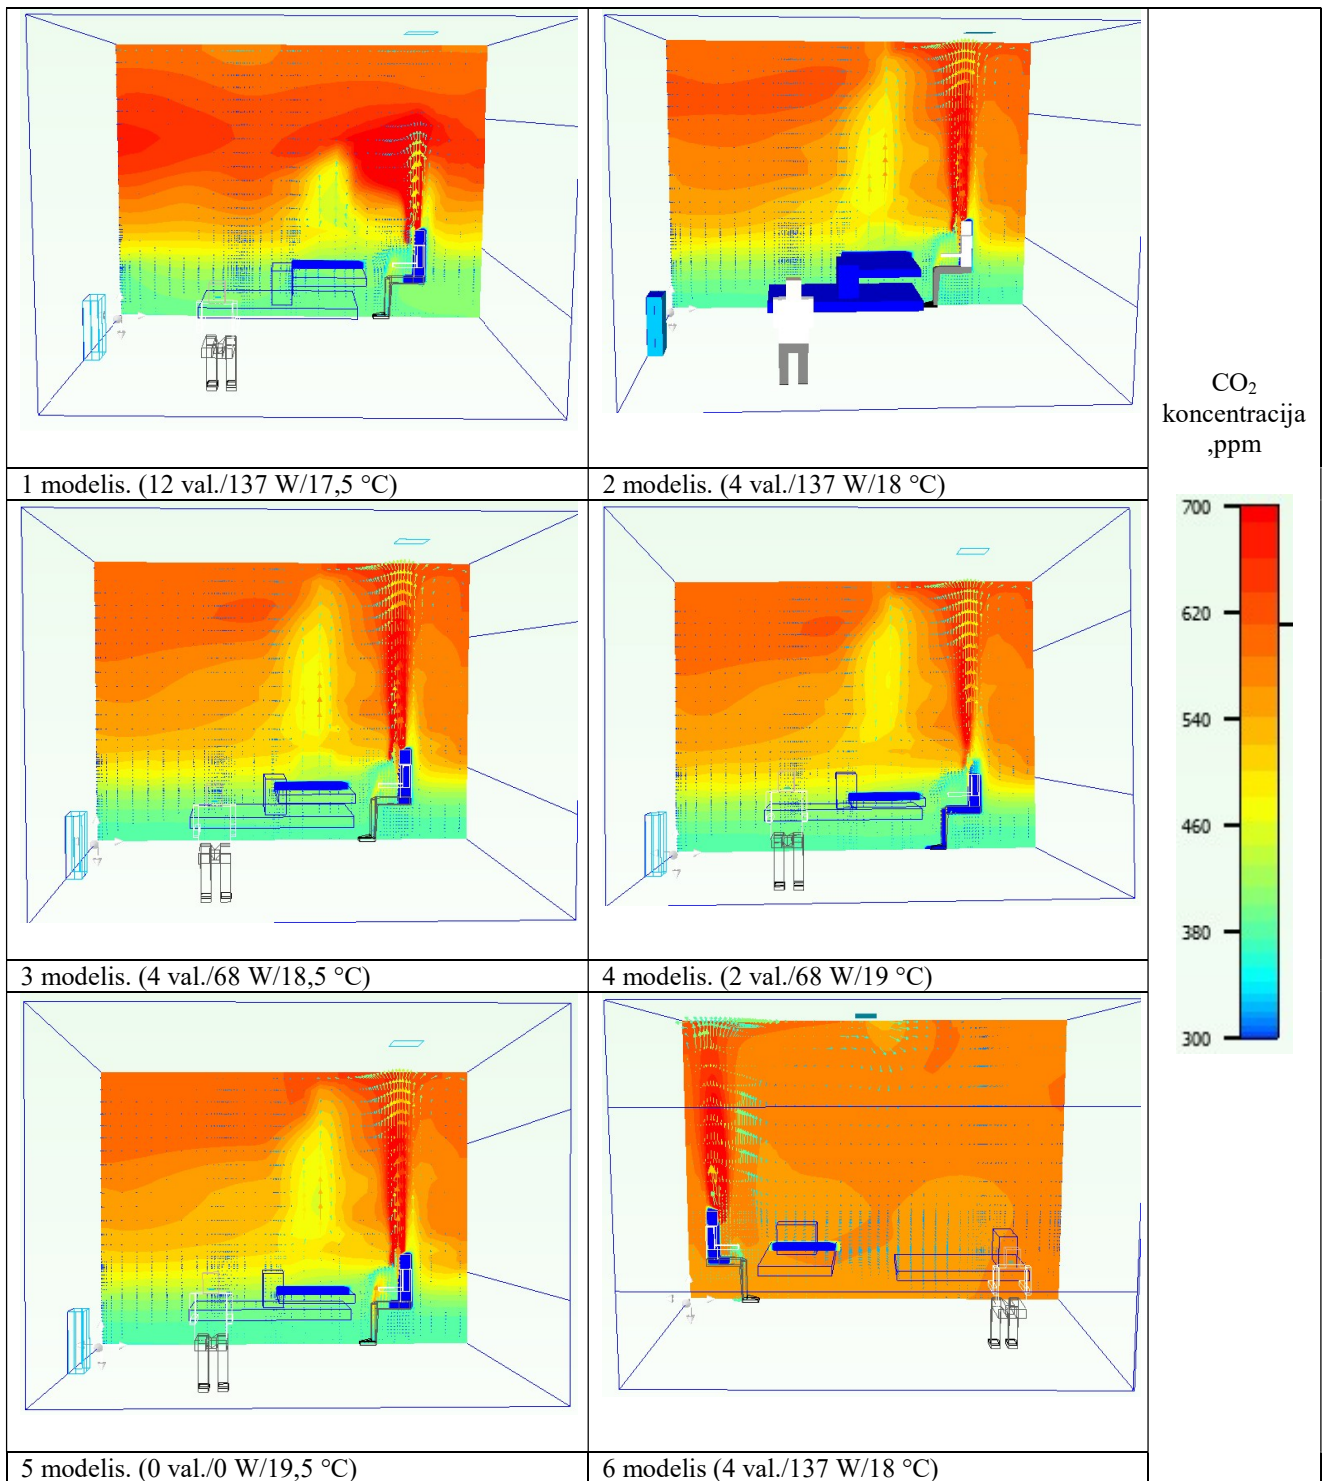 CO₂
koncentracija
,ppm
1 modelis. (12 val./137 W/17,5 °C)
2 modelis. (4 val./137 W/18 °C)
700
620
540
460
380
300
3 modelis. (4 val./68 W/18,5 °C)
4 modelis. (2 val./68 W/19 °C)
5 modelis. (0 val./0 W/19,5 °C)
6 modelis (4 val./137 W/18 °C)